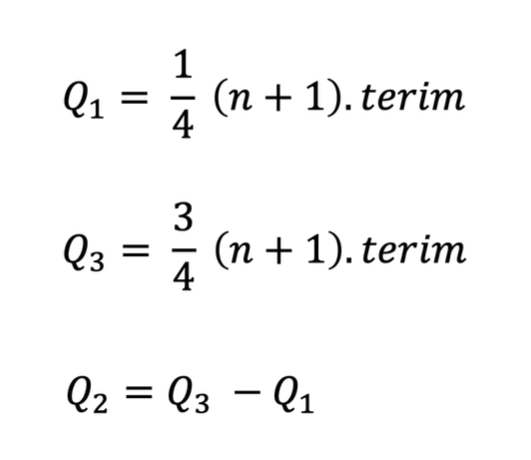 Q₁ = 1/4 (n + 1). terim
Q₃ = 3/4 (n + 1). terim
Q₂ = Q₃ − Q₁